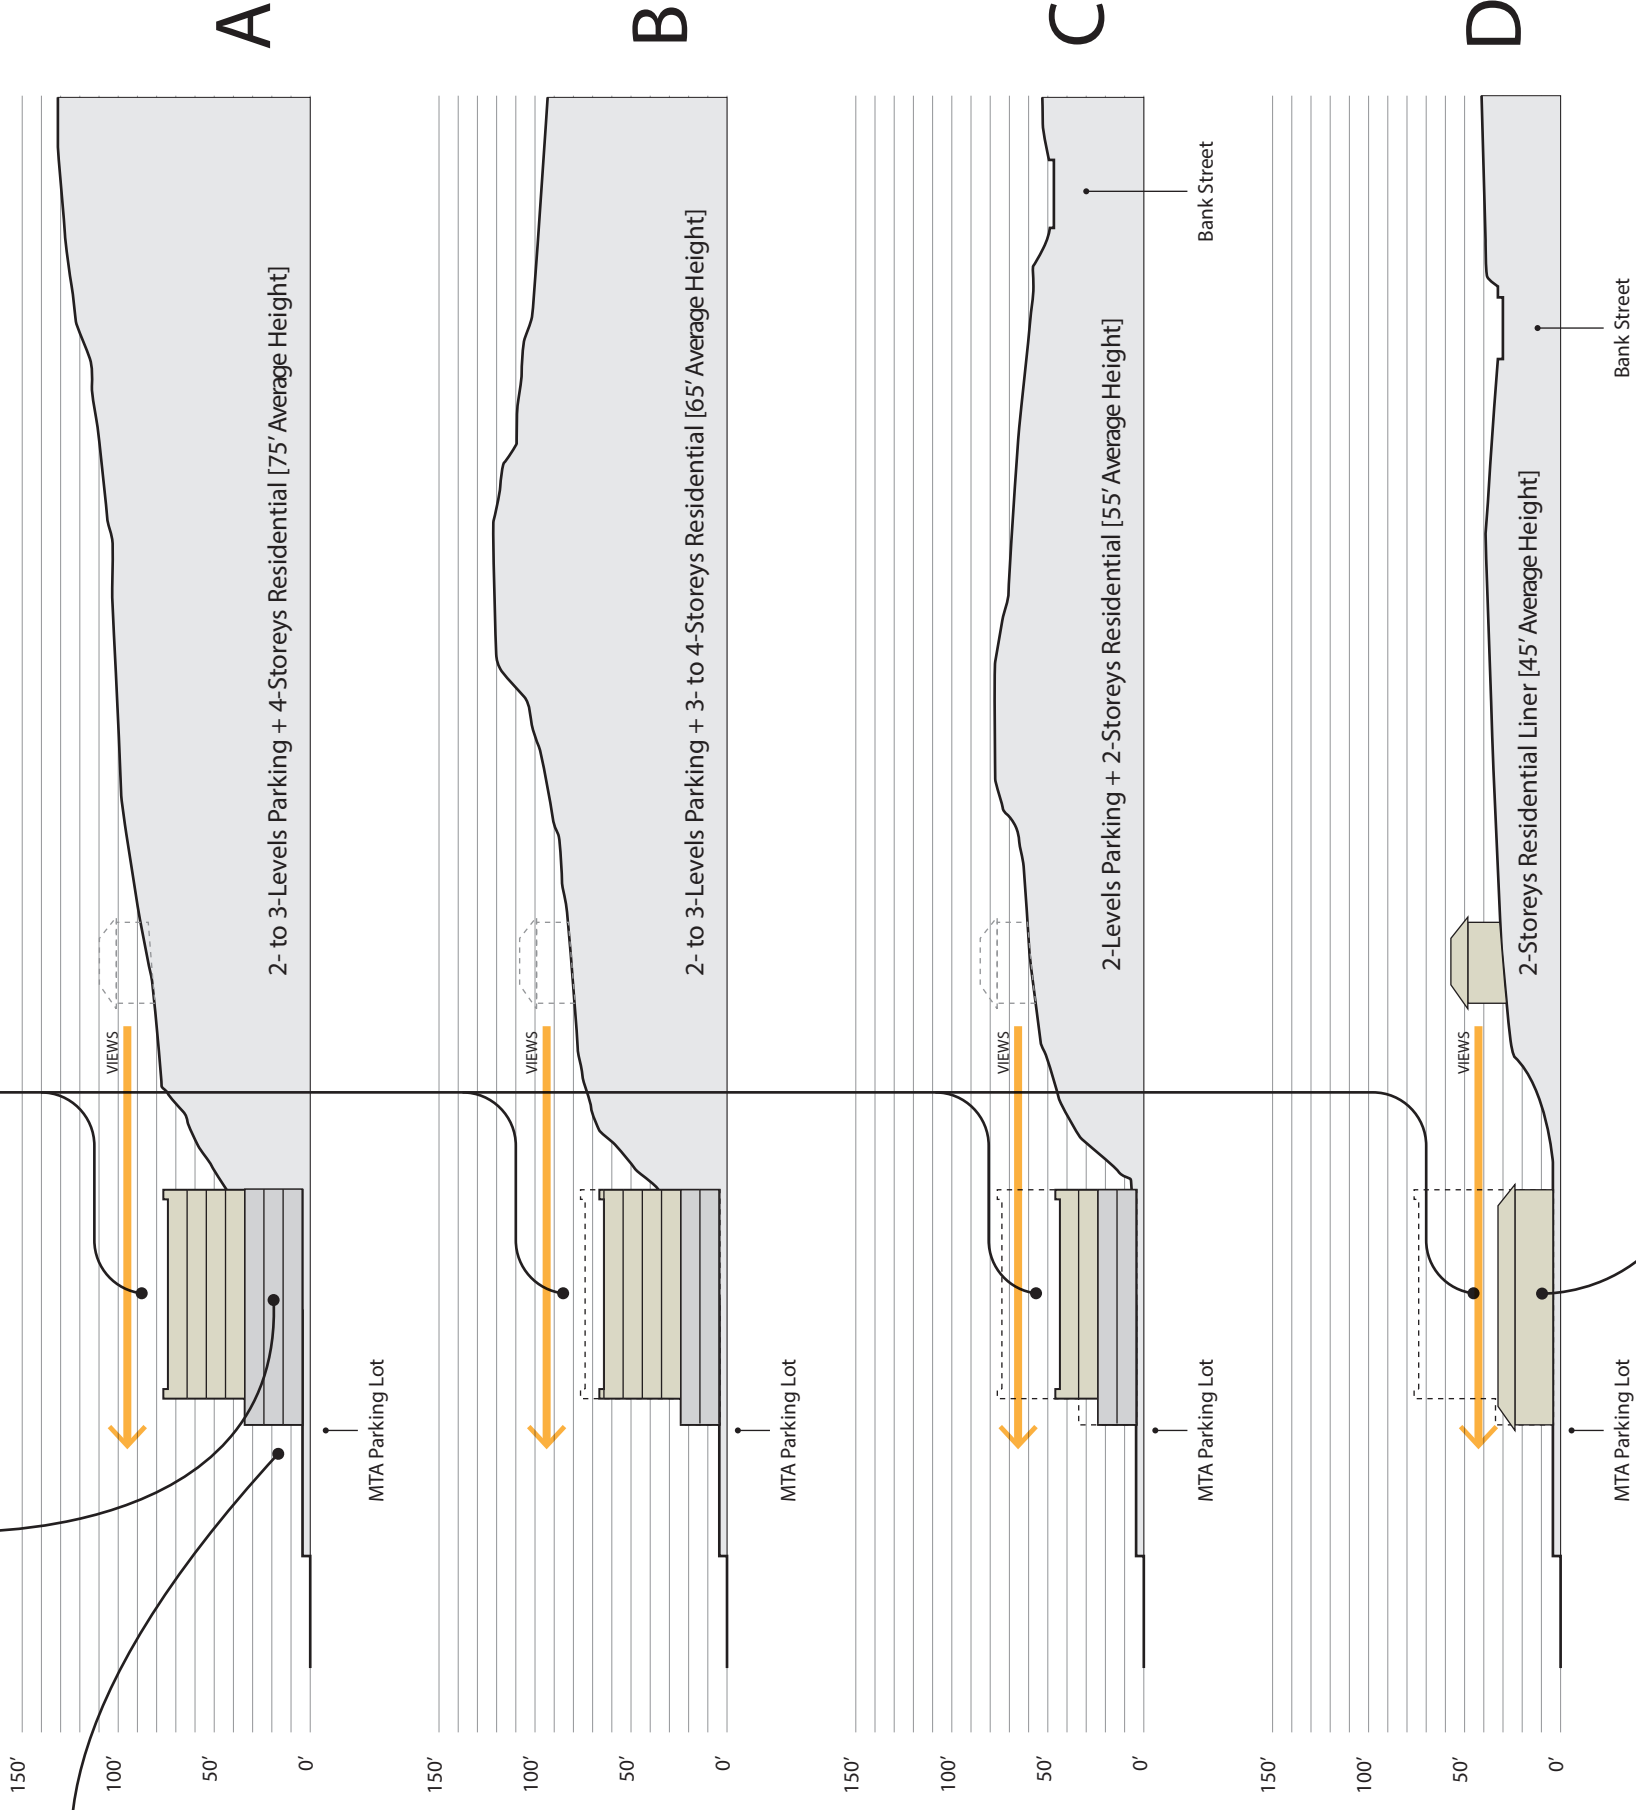 A
2- to 3-Levels Parking + 4-Storeys Residential [75' Average Height]
VIEWS
MTA Parking Lot
150'
100'
50'
0'
B
2- to 3-Levels Parking + 3- to 4-Storeys Residential [65' Average Height]
VIEWS
MTA Parking Lot
150'
100'
50'
0'
C
Bank Street
2-Levels Parking + 2-Storeys Residential [55' Average Height]
VIEWS
MTA Parking Lot
150'
100'
50'
0'
D
Bank Street
2-Storeys Residential Liner [45' Average Height]
VIEWS
MTA Parking Lot
150'
100'
50'
0'